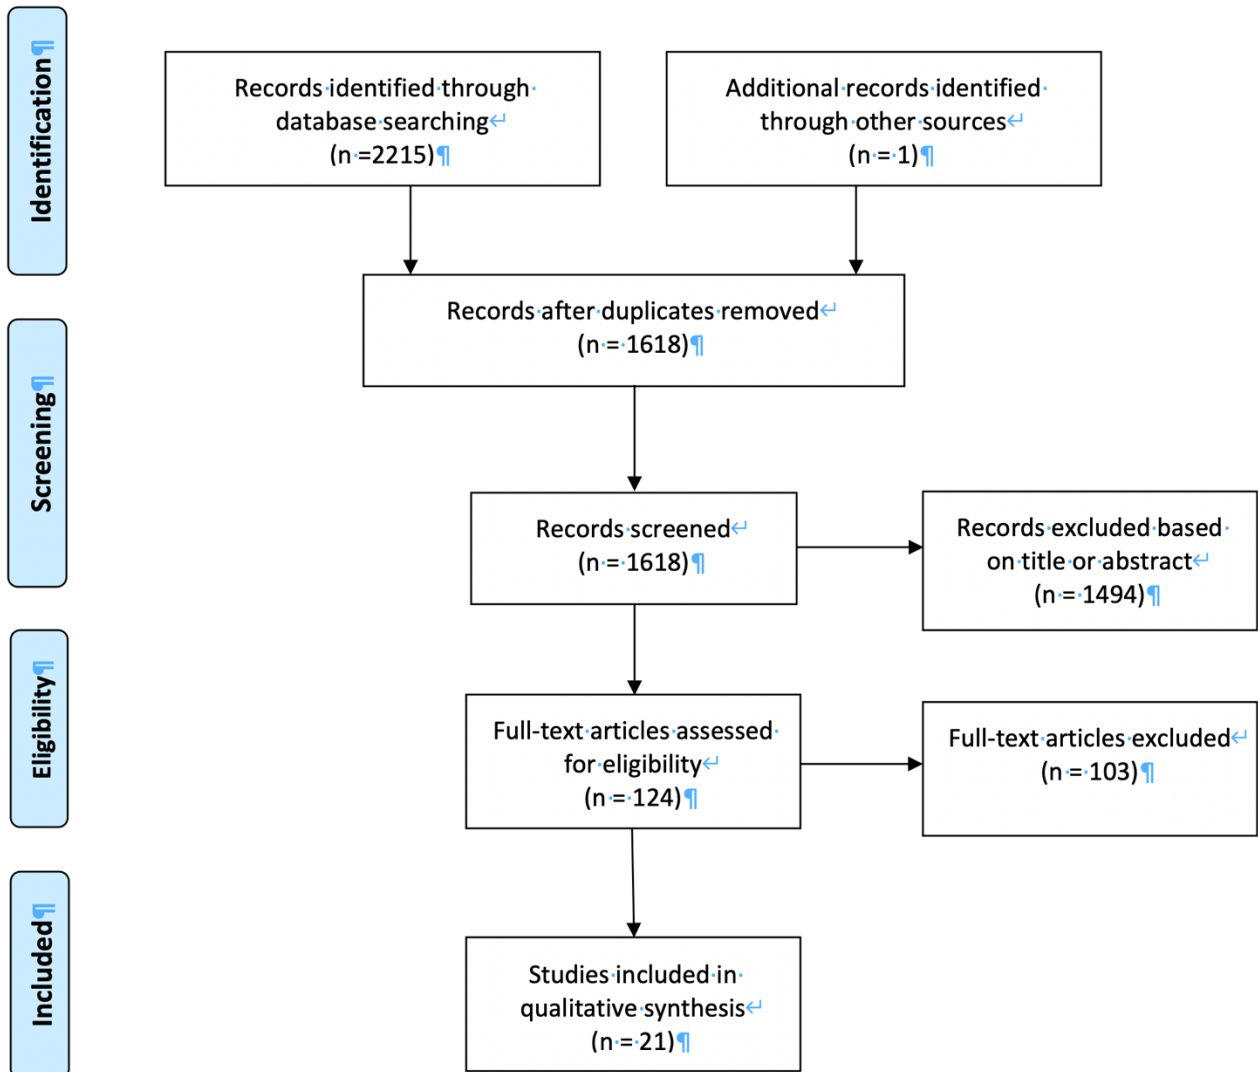 Identification¶
Records·identified·through·
database·searching↵
(n·=2215)¶
Additional·records·identified·
through·other·sources↵
(n·=·1)¶
Records·after·duplicates·removed↵
(n·=·1618)¶
Screening¶
Records·screened↵
(n·=·1618)¶
Records·excluded·based·
on·title·or·abstract↵
(n·=·1494)¶
Eligibility¶
Full-text·articles·assessed·
for·eligibility↵
(n·=·124)¶
Full-text·articles·excluded↵
(n·=·103)¶
Included¶
Studies·included·in·
qualitative·synthesis↵
(n·=·21)¶